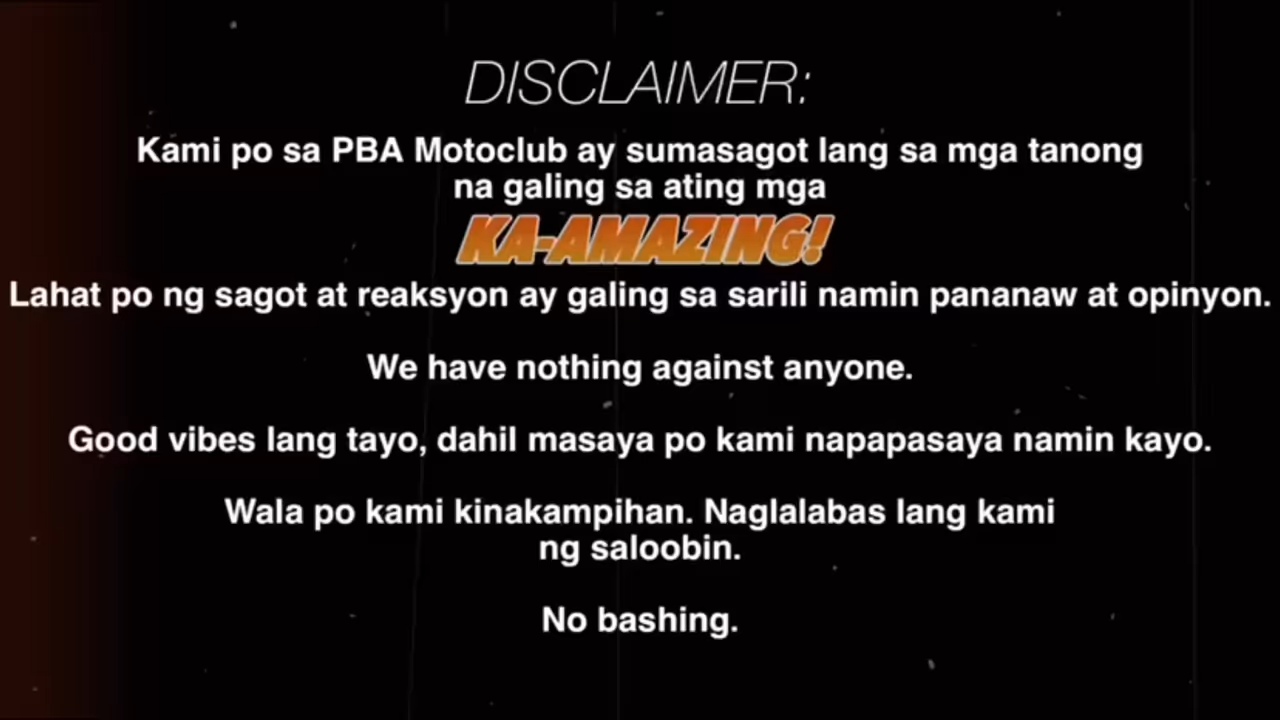 DISCLAIMER:
Kami po sa PBA Motoclub ay sumasagot lang sa mga tanong
na galing sa ating mga
KA-AMAZING!
Lahat po ng sagot at reaksyon ay galing sa sarili namin pananaw at opinyon.
We have nothing against anyone.
Good vibes lang tayo, dahil masaya po kami napapasaya namin kayo.
Wala po kami kinakampihan. Naglalabas lang kami
ng saloobin.
No bashing.